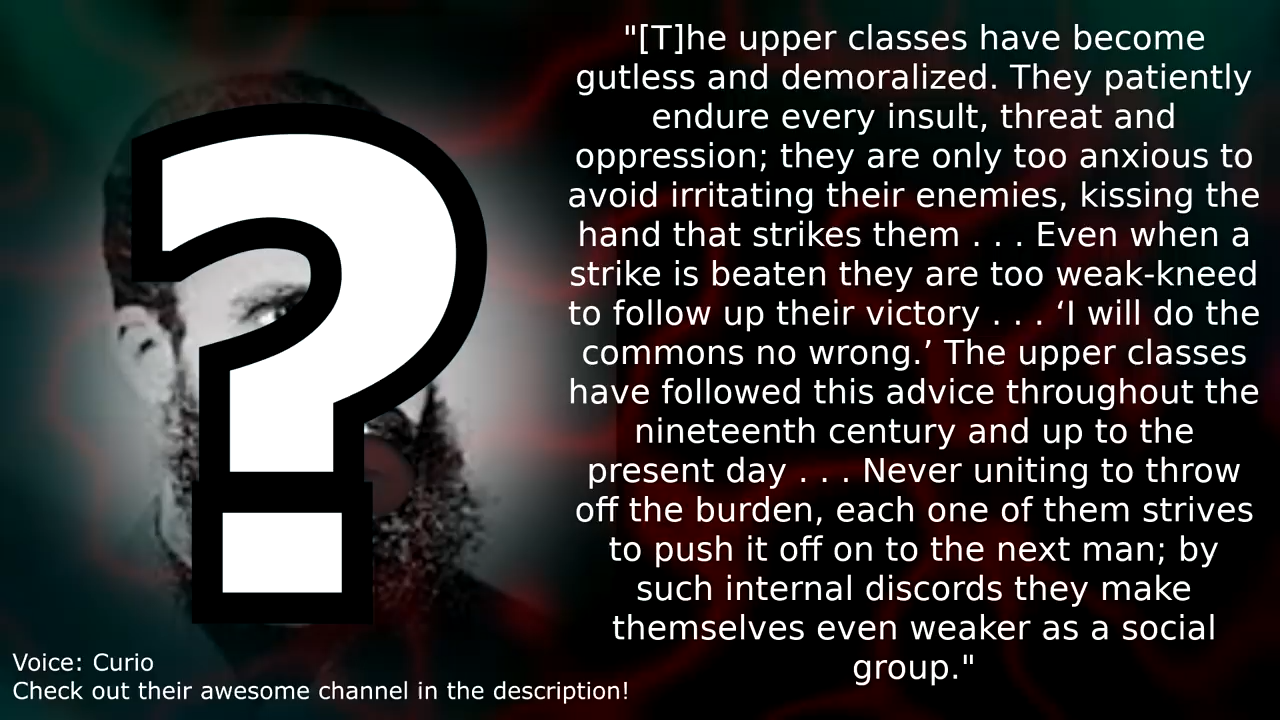 "[T]he upper classes have become
gutless and demoralized. They patiently
endure every insult, threat and
oppression; they are only too anxious to
avoid irritating their enemies, kissing the
hand that strikes them . . . Even when a
strike is beaten they are too weak-kneed
to follow up their victory . . . ‘I will do the
commons no wrong.’ The upper classes
have followed this advice throughout the
nineteenth century and up to the
present day . . . Never uniting to throw
off the burden, each one of them strives
to push it off on to the next man; by
such internal discords they make
themselves even weaker as a social
group."
?
Voice: Curio
Check out their awesome channel in the description!